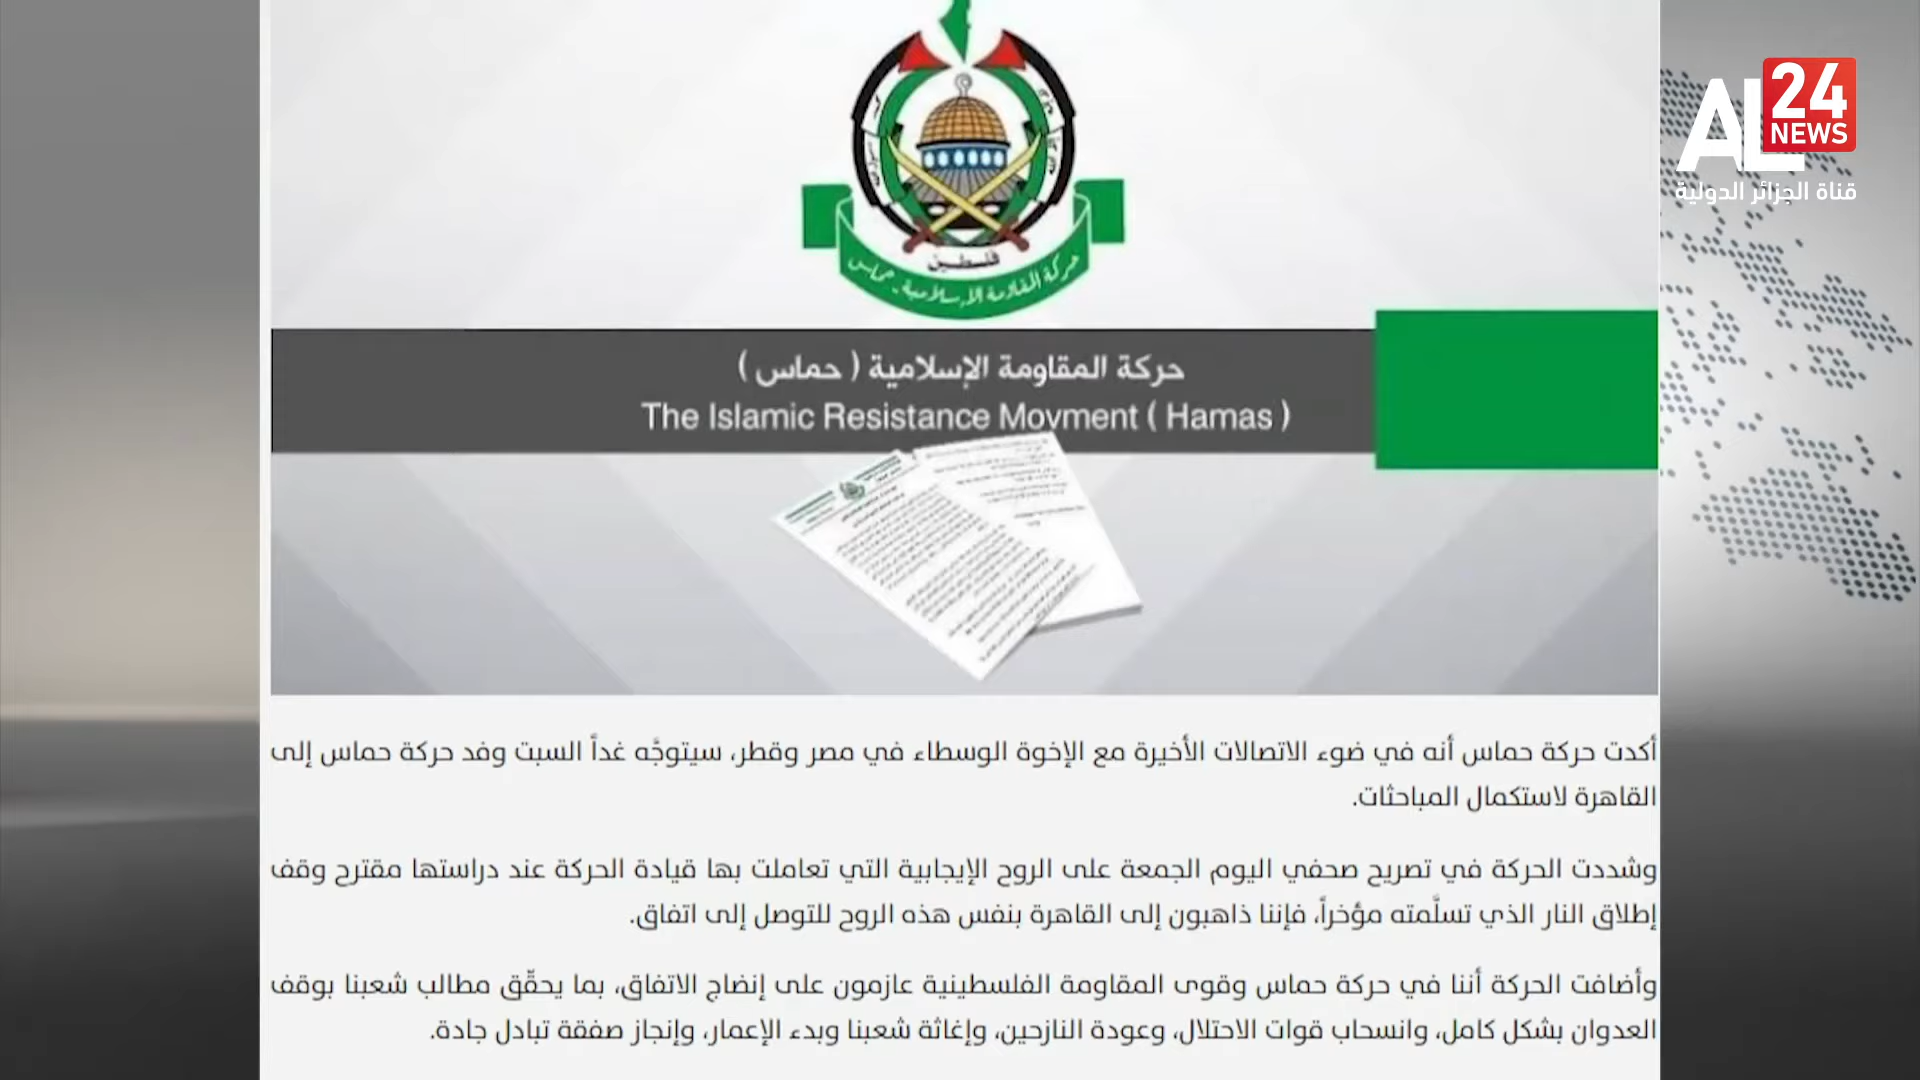 AL
24
NEWS
قناة الجزائر الدولية
فلسطين
حركة المقاومة الإسلامية - حماس
حركة المقاومة الإسلامية ( حماس )
The Islamic Resistance Movment ( Hamas )
أكدت حركة حماس أنه في ضوء الاتصالات الأخيرة مع الإخوة الوسطاء في مصر وقطر، سيتوجَّه غداً السبت وفد حركة حماس إلى
القاهرة لاستكمال المباحثات.
وشددت الحركة في تصريح صحفي اليوم الجمعة على الروح الإيجابية التي تعاملت بها قيادة الحركة عند دراستها مقترح وقف
إطلاق النار الذي تسلَّمته مؤخراً، فإننا ذاهبون إلى القاهرة بنفس هذه الروح للتوصل إلى اتفاق.
وأضافت الحركة أننا في حركة حماس وقوى المقاومة الفلسطينية عازمون على إنضاج الاتفاق، بما يحقِّق مطالب شعبنا بوقف
العدوان بشكل كامل، وانسحاب قوات الاحتلال، وعودة النازحين، وإغاثة شعبنا وبدء الإعمار، وإنجاز صفقة تبادل جادة.